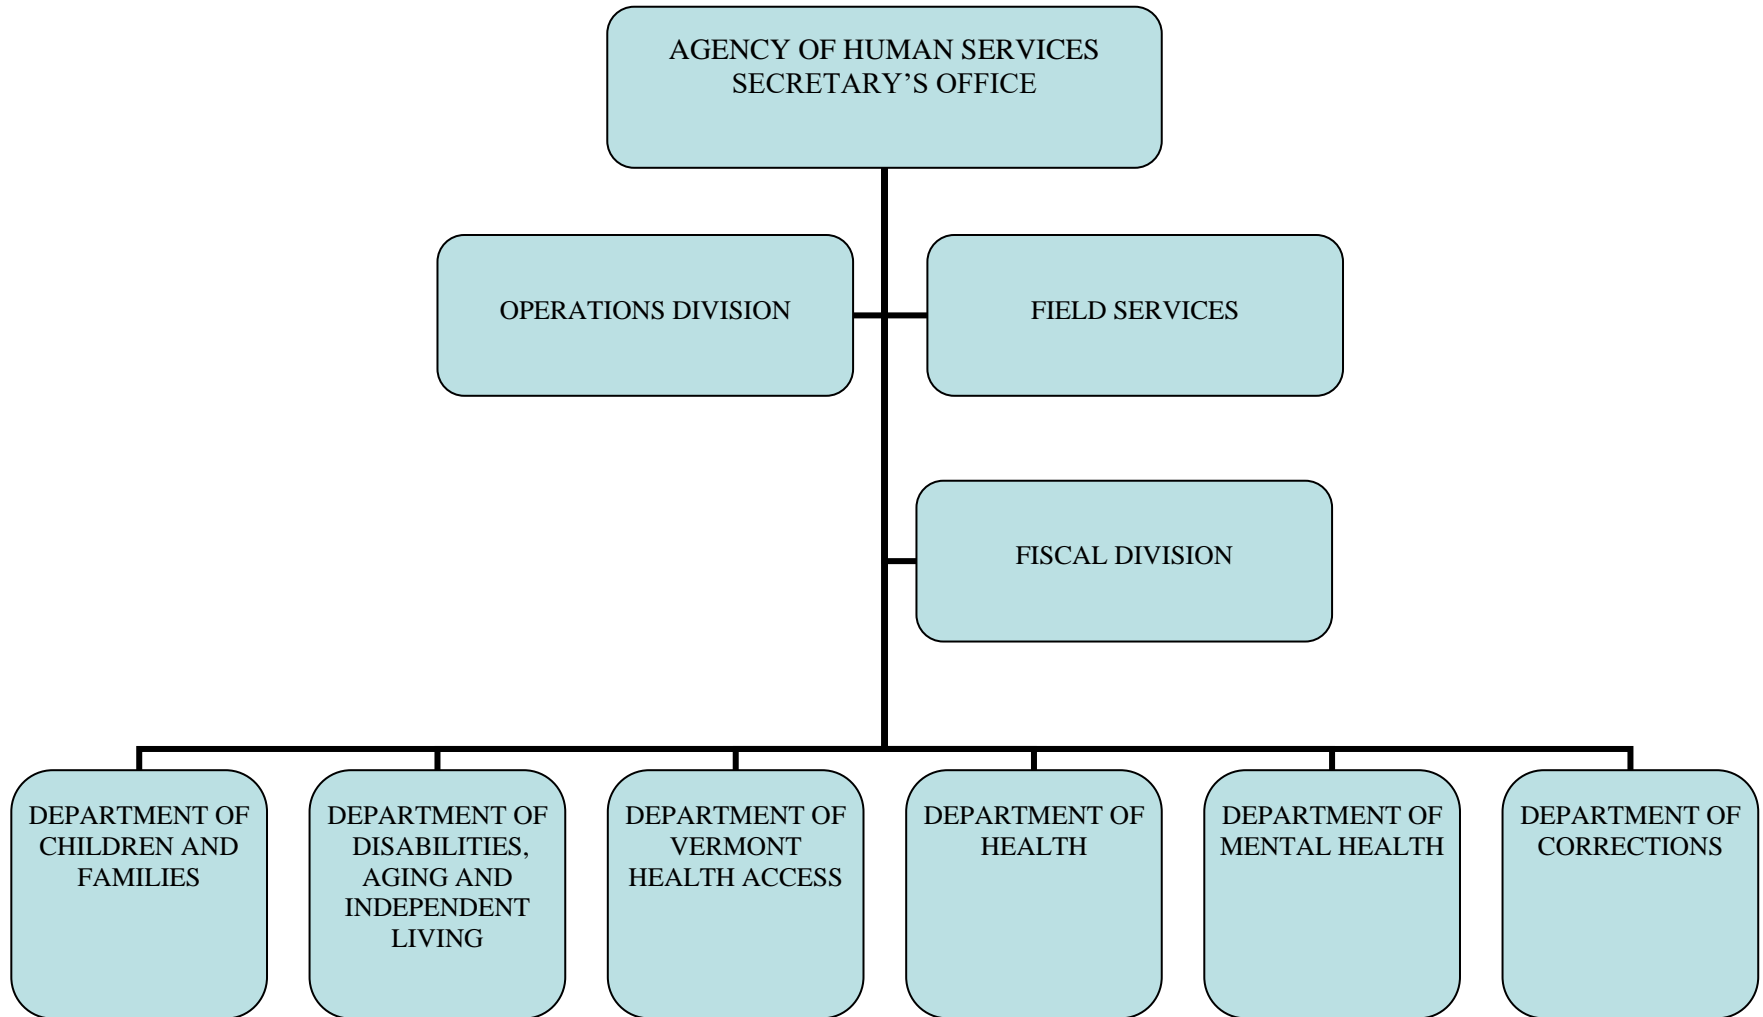 AGENCY OF HUMAN SERVICES
SECRETARY’S OFFICE
OPERATIONS DIVISION
FIELD SERVICES
FISCAL DIVISION
DEPARTMENT OF
CHILDREN AND
FAMILIES
DEPARTMENT OF
DISABILITIES,
AGING AND
INDEPENDENT
LIVING
DEPARTMENT OF
VERMONT
HEALTH ACCESS
DEPARTMENT OF
HEALTH
DEPARTMENT OF
MENTAL HEALTH
DEPARTMENT OF
CORRECTIONS